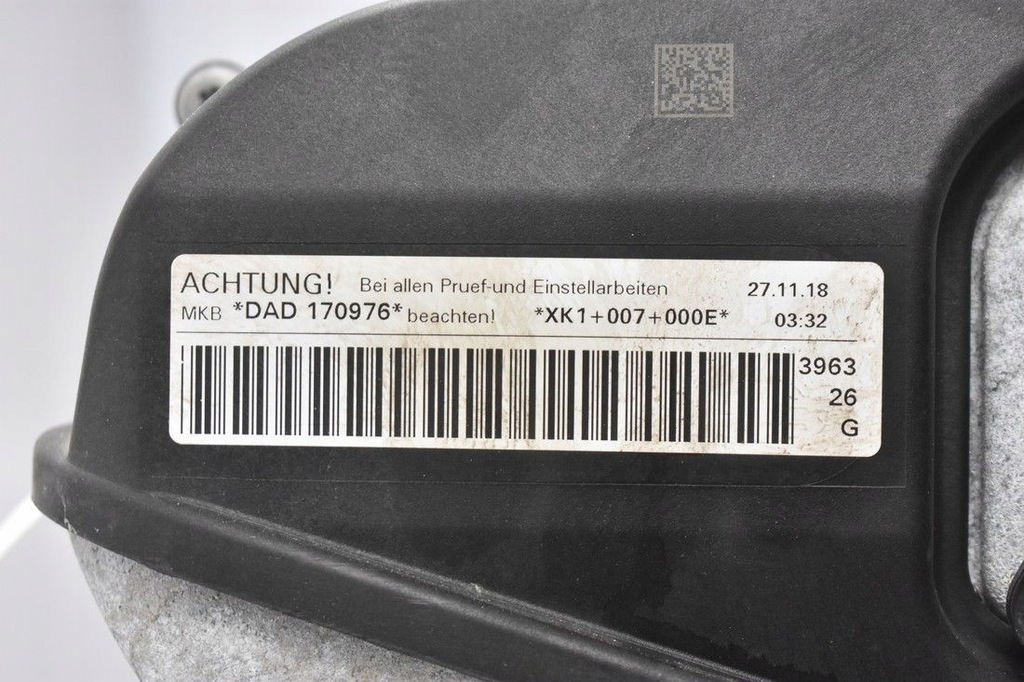 ACHTUNG! Bei allen Pruef-und Einstellarbeiten 27.11.18
MKB *DAD 170976* beachten! *XK1+007+000E* 03:32
3963
26
G